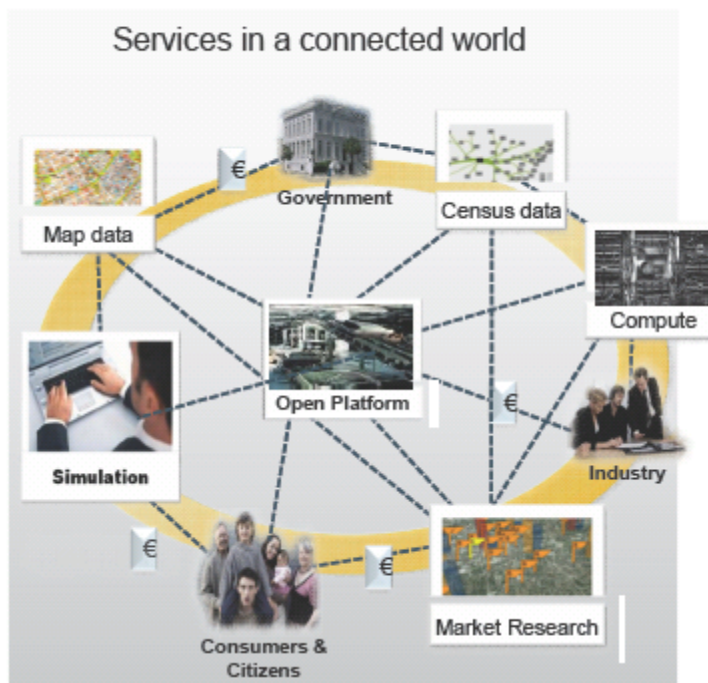 Services in a connected world
€
Government
Map data
Census data
Compute
Open Platform
€
Simulation
Industry
€
€
Market Research
Consumers &
Citizens